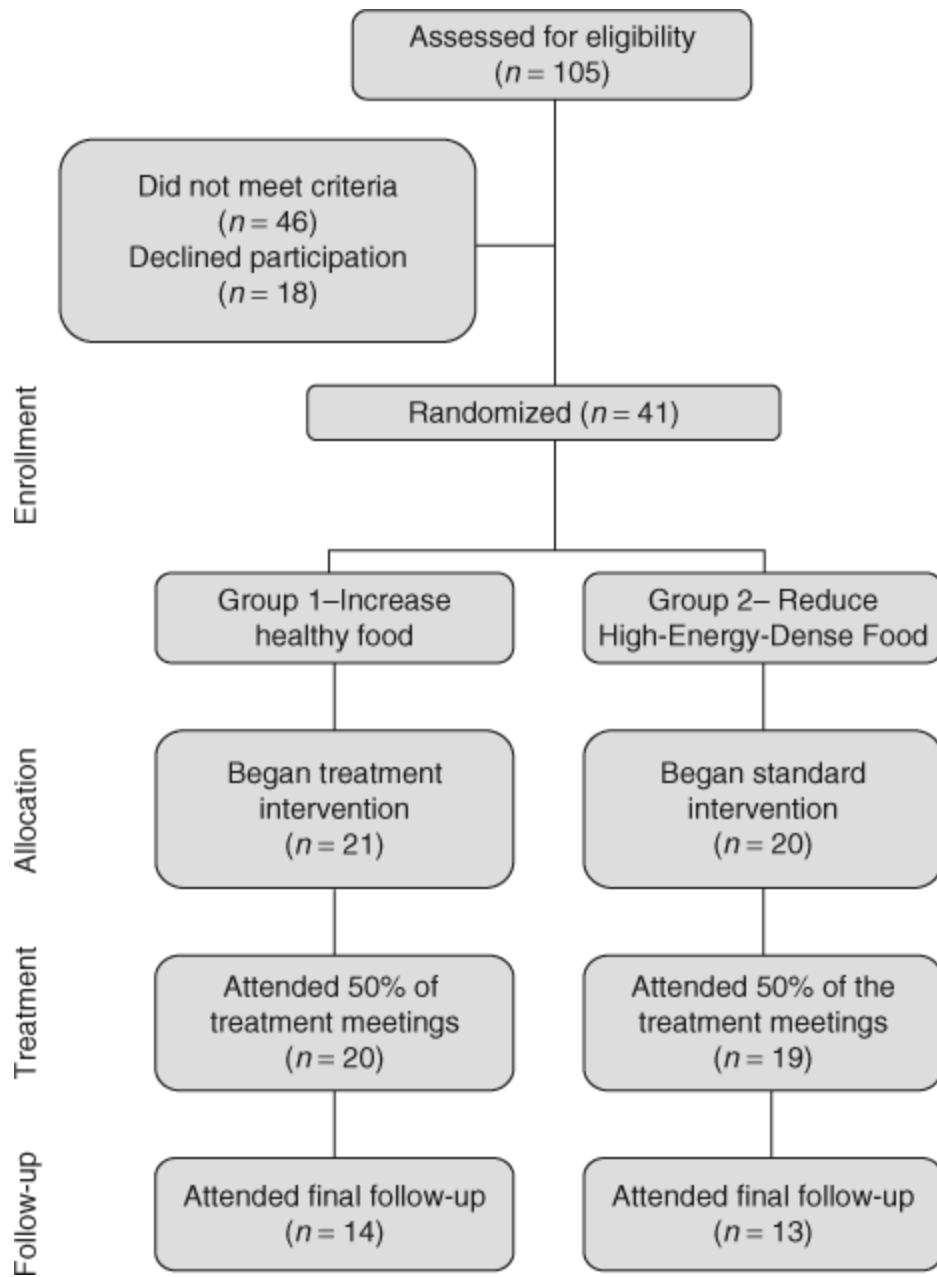 Assessed for eligibility
(n = 105)
Did not meet criteria
(n = 46)
Declined participation
(n = 18)
Enrollment
Randomized (n = 41)
Group 1–Increase
healthy food
Group 2– Reduce
High-Energy-Dense Food
Allocation
Began treatment
intervention
(n = 21)
Began standard
intervention
(n = 20)
Treatment
Attended 50% of
treatment meetings
(n = 20)
Attended 50% of the
treatment meetings
(n = 19)
Follow-up
Attended final follow-up
(n = 14)
Attended final follow-up
(n = 13)